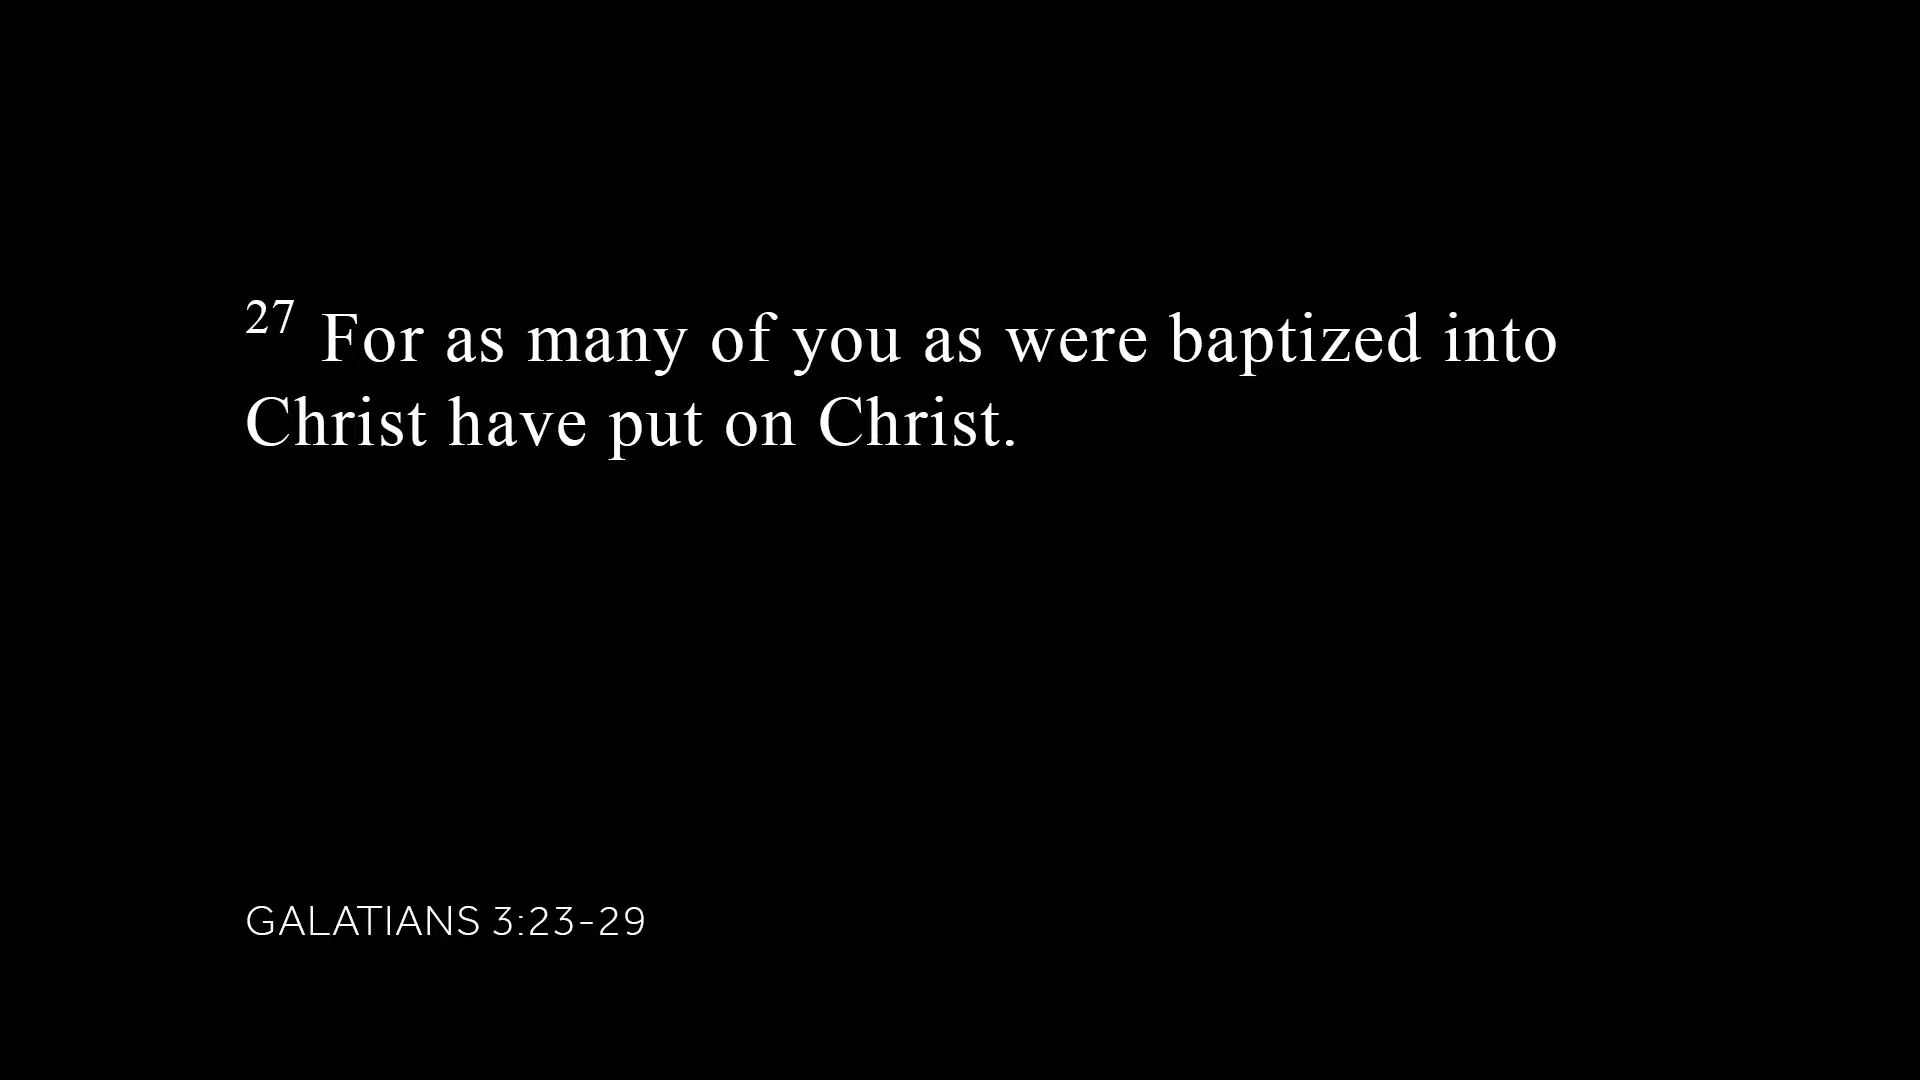 27 For as many of you as were baptized into
Christ have put on Christ.
GALATIANS 3:23-29